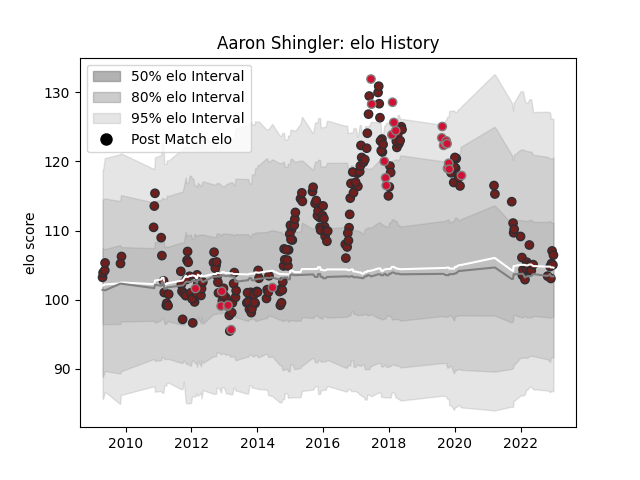 Aaron Shingler: elo History
50% elo Interval
80% elo Interval
95% elo Interval
Post Match elo
elo score
130
120
110
100
90
2010 2012 2014 2016 2018 2020 2022